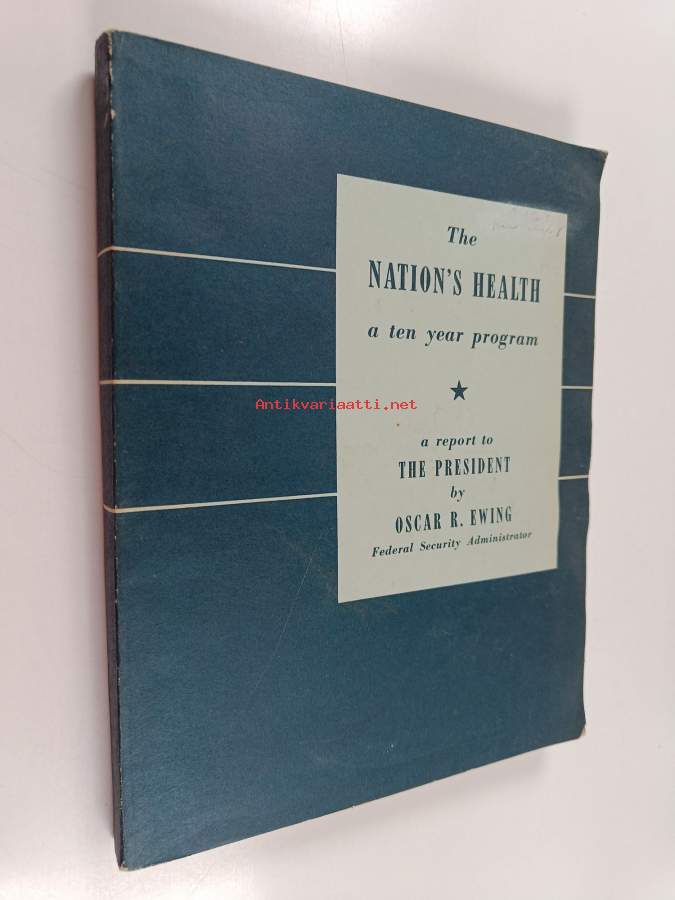 The
NATION'S HEALTH
a ten year program
Antikvariaatti.net
a report to
THE PRESIDENT
by
OSCAR R. EWING
Federal Security Administrator